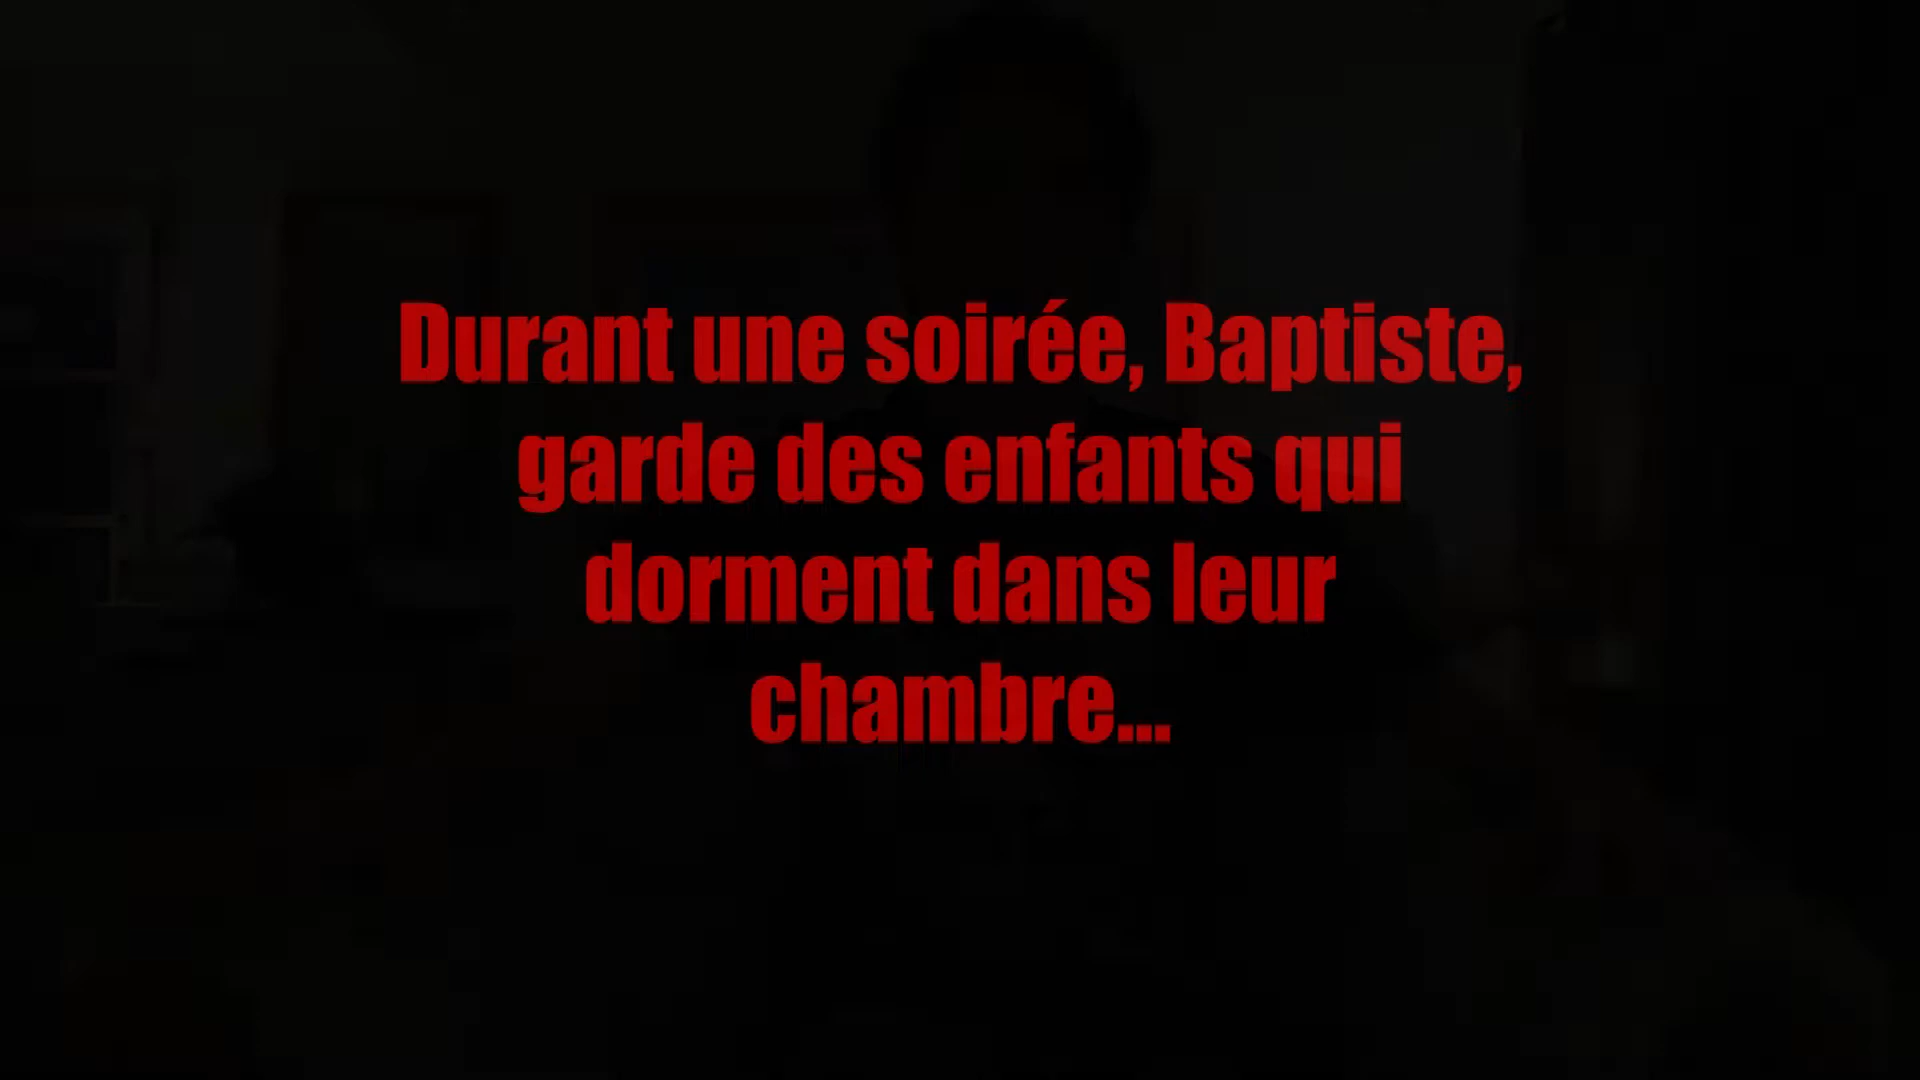 Durant une soirée, Baptiste,
garde des enfants qui
dorment dans leur
chambre...